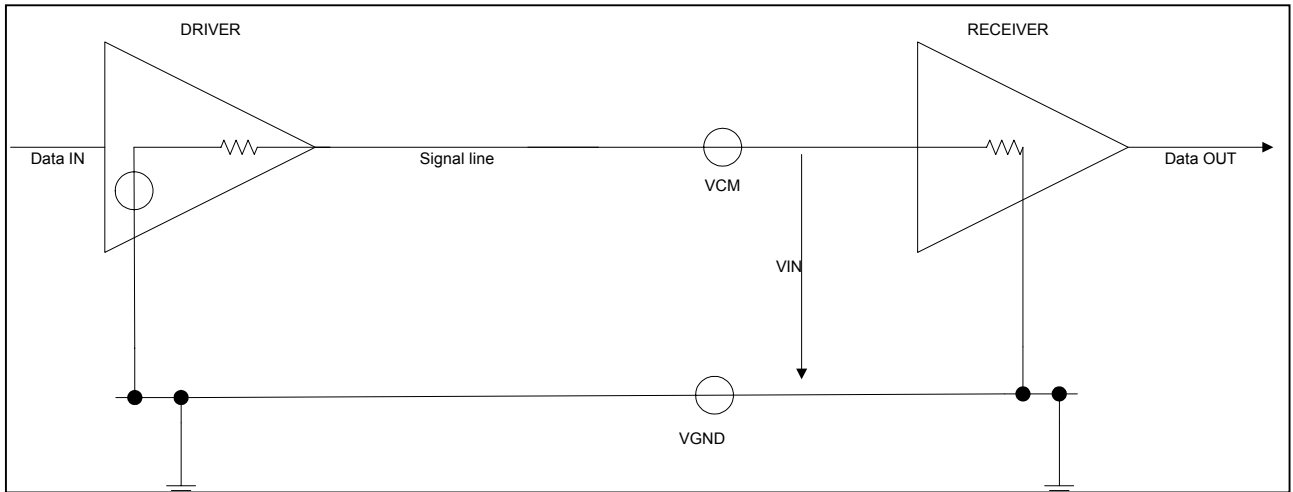 DRIVER
RECEIVER
Data IN
Signal line
Data OUT
VCM
VIN
VGND